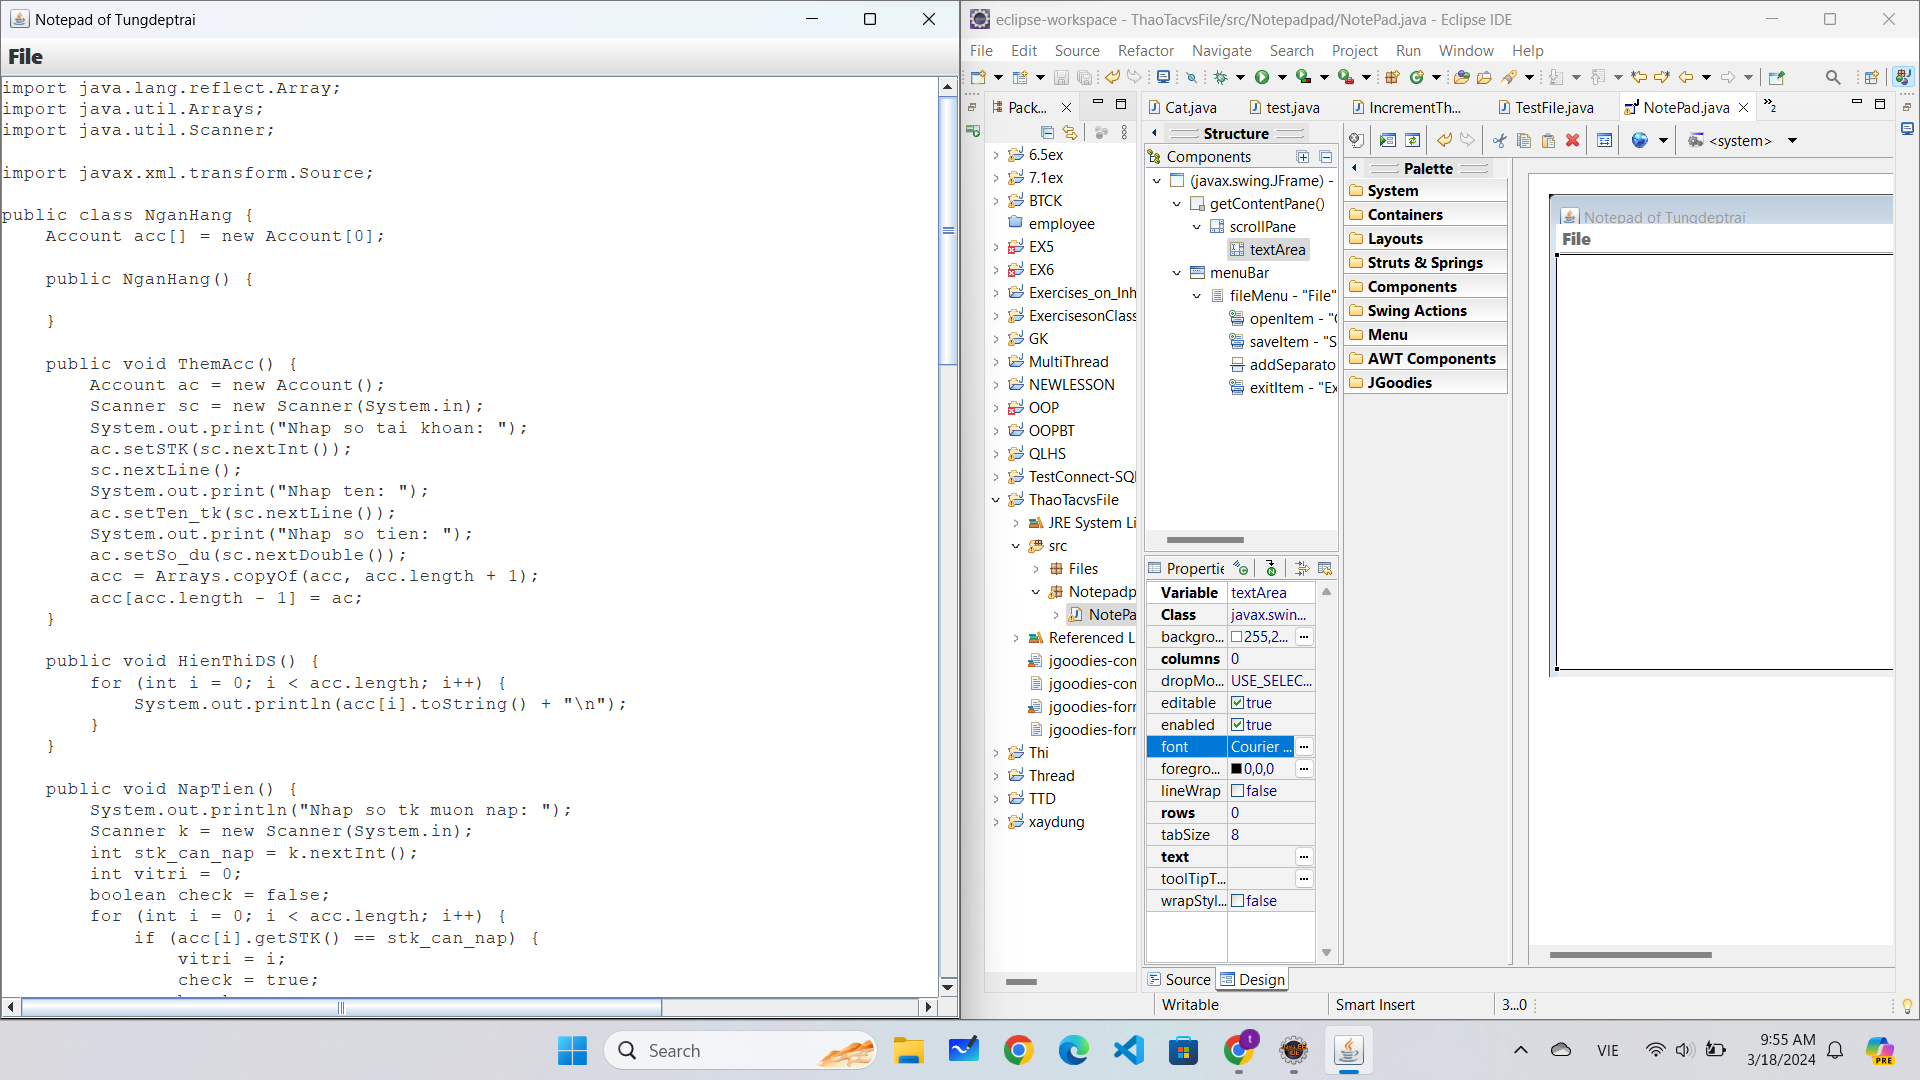 Notepad of Tungdeptrai
File
import java.lang.reflect.Array;
import java.util.Arrays;
import java.util.Scanner;
import javax.xml.transform.Source;
public class NganHang {
Account acc[] = new Account[0];
public NganHang() {
}
public void ThemAcc() {
Account ac = new Account();
Scanner sc = new Scanner(System.in);
System.out.print("Nhap so tai khoan: ");
ac.setSTK(sc.nextInt());
sc.nextLine();
System.out.print("Nhap ten: ");
ac.setTen_tk(sc.nextLine());
System.out.print("Nhap so tien: ");
ac.setSo_du(sc.nextDouble());
acc = Arrays.copyOf(acc, acc.length + 1);
acc[acc.length - 1] = ac;
}
public void HienThiDS() {
for (int i = 0; i < acc.length; i++) {
System.out.println(acc[i].toString() + "\n");
}
}
public void NapTien() {
System.out.println("Nhap so tk muon nap: ");
Scanner k = new Scanner(System.in);
int stk_can_nap = k.nextInt();
int vitri = 0;
boolean check = false;
for (int i = 0; i < acc.length; i++) {
if (acc[i].getSTK() == stk_can_nap) {
vitri = i;
check = true;
eclipse-workspace - ThaoTacvsFile/src/Notepadpad/NotePad.java - Eclipse IDE
File Edit Source Refactor Navigate Search Project Run Window Help
Pack...
Cat.java test.java IncrementTh... TestFile.java NotePad.java
2
6.5ex
7.1ex
BTCK
employee
EX5
EX6
Exercises_on_Inh
ExercisesonClass
GK
MultiThread
NEWLESSON
OOP
OOPBT
QLHS
TestConnect-SQl
ThaoTacvsFile
JRE System Li
src
Files
Notepadp
NotePa
Referenced L
jgoodies-con
jgoodies-con
jgoodies-forr
jgoodies-forr
Thi
Thread
TTD
xaydung
Structure
Components
(javax.swing.JFrame) -
getContentPane()
scrollPane
textArea
menuBar
fileMenu - "File"
openItem - "
saveItem - "S
addSeparato
exitItem - "Ex
Propertie
Variable textArea
Class javax.swin...
backgro... 255,2... ...
columns 0
dropMo... USE_SELEC...
editable true
enabled true
font Courier ... ...
foregro... 0,0,0 ...
lineWrap false
rows 0
tabSize 8
text ...
toolTipT... ...
wrapStyl... false
<system>
Palette
System
Containers
Layouts
Struts & Springs
Components
Swing Actions
Menu
AWT Components
JGoodies
Notepad of Tungdeptrai
File
Source Design
Writable Smart Insert 3...0
Search
t
PRE
VIE
9:55 AM
3/18/2024